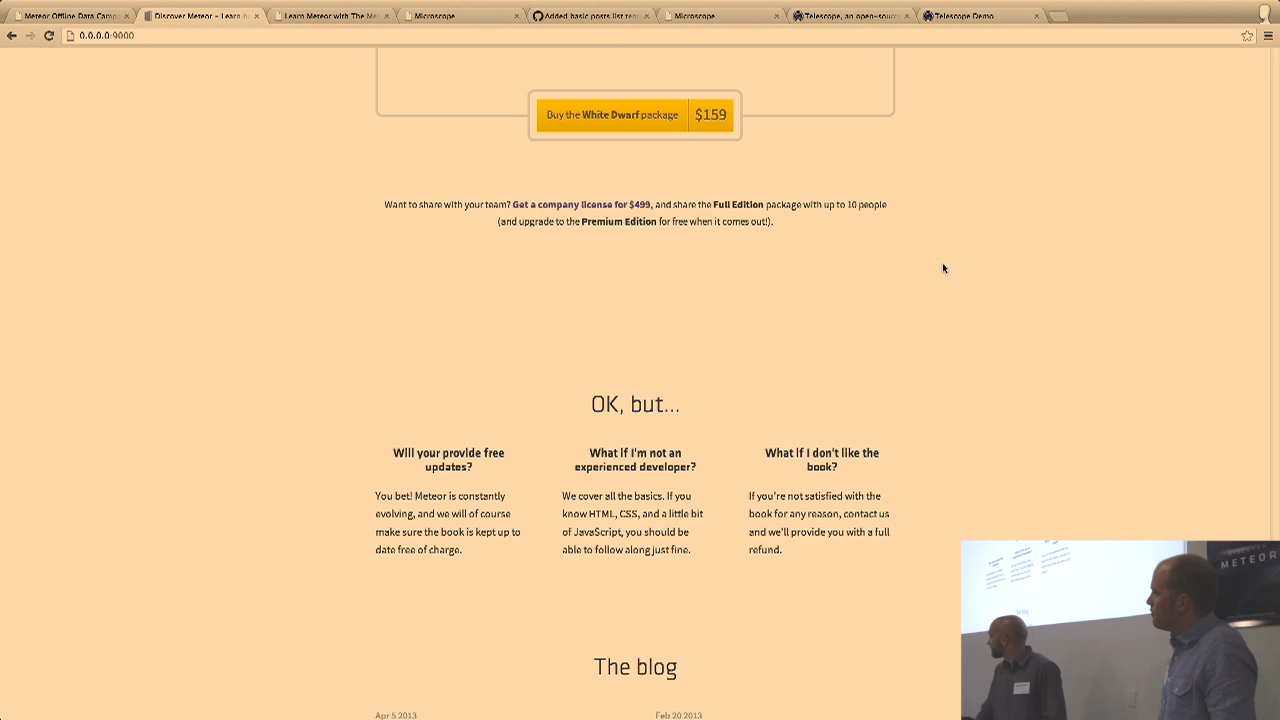 Meteor Offline Data Camp
Discover Meteor – Learn
Learn Meteor with The Me
Microscope
Added basic posts list
Microscope
Telescope, an open-sour
Telescope Demo
0.0.0.0:9000
Buy the White Dwarf package $159
Want to share with your team? Get a company license for $499, and share the Full Edition package with up to 10 people
(and upgrade to the Premium Edition for free when it comes out!).
OK, but...
Will your provide free
updates?
You bet! Meteor is constantly
evolving, and we will of course
make sure the book is kept up to
date free of charge.
What if I'm not an
experienced developer?
We cover all the basics. If you
know HTML, CSS, and a little bit
of JavaScript, you should be
able to follow along just fine.
What if I don't like the
book?
If you're not satisfied with the
book for any reason, contact us
and we'll provide you with a full
refund.
The blog
Apr 5 2013
Feb 20 2013
The blog
METEOR